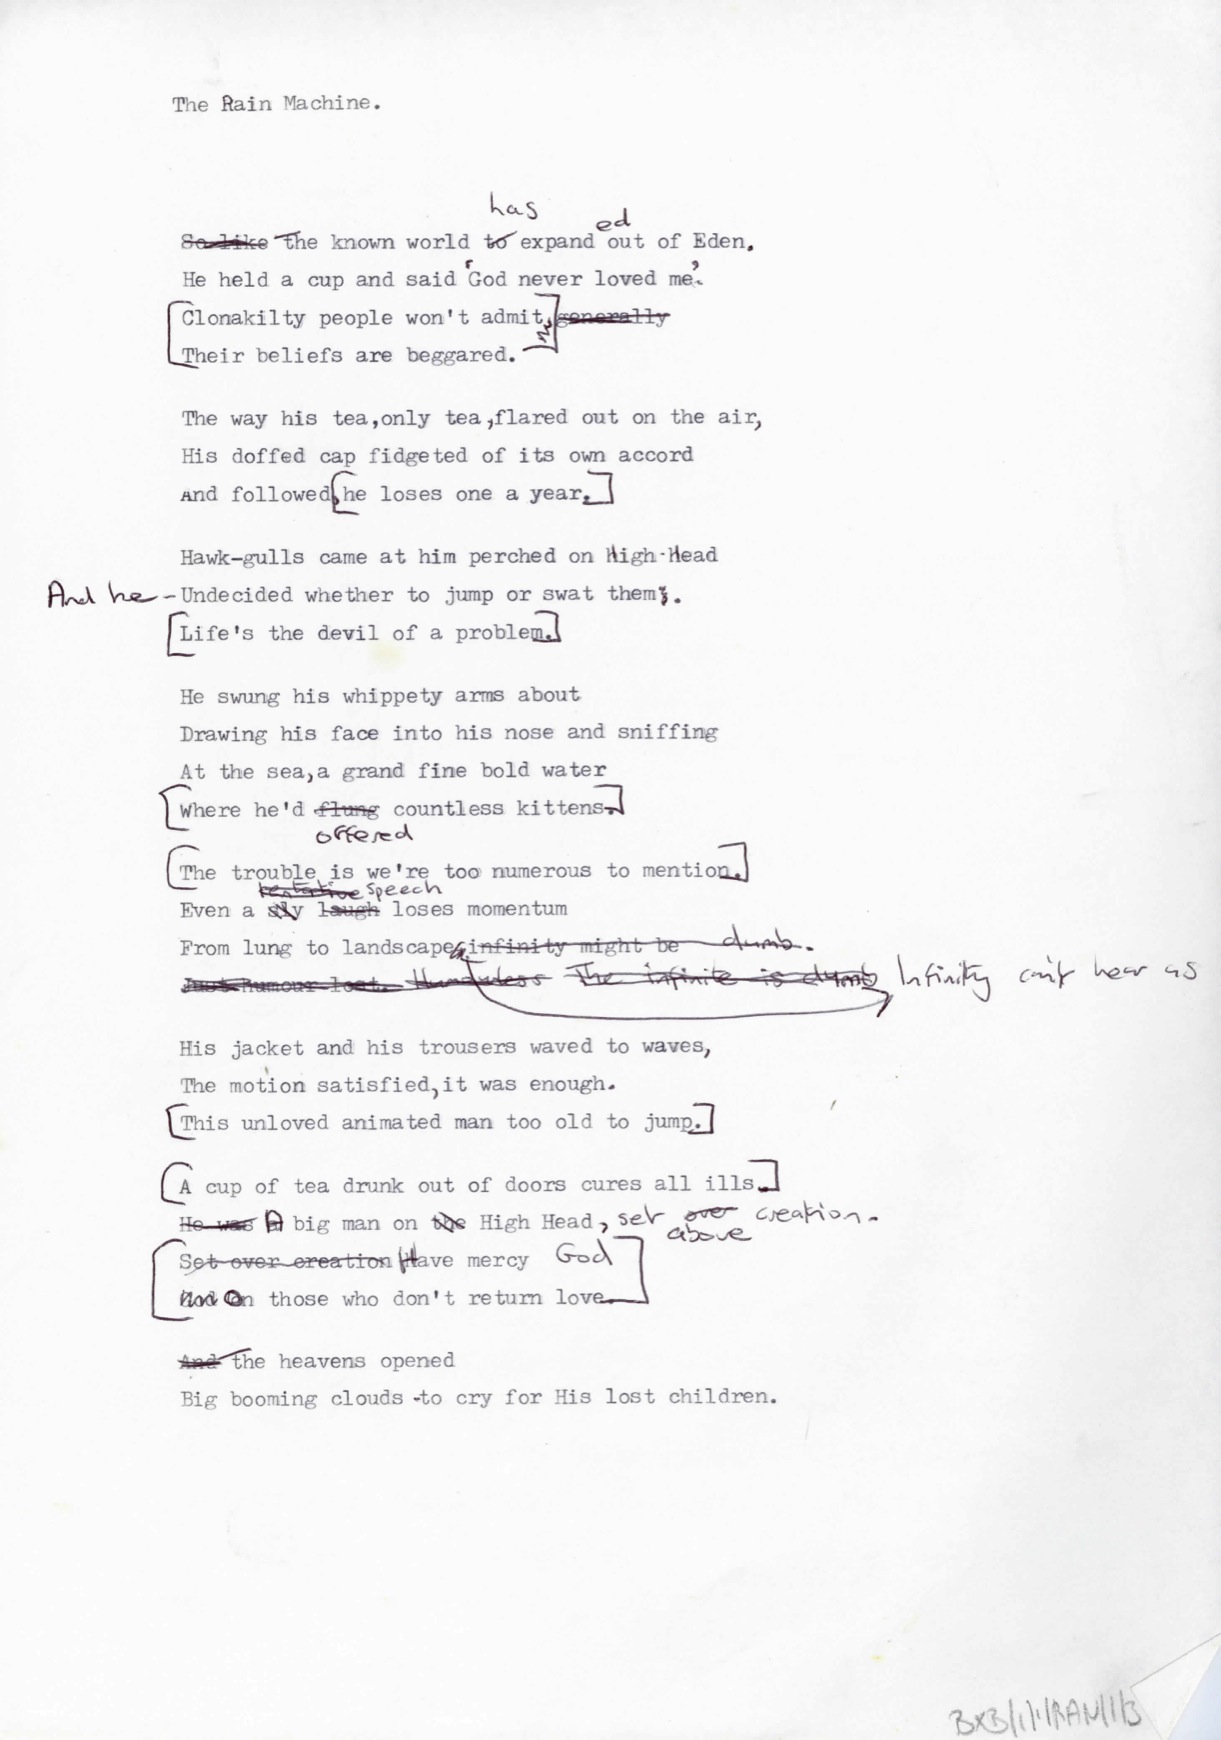 The Rain Machine.
has
ed
So like The known world to expand out of Eden.
He held a cup and said 'God never loved me'.
[Clonakilty people won't admit,] generally
Their beliefs are beggared.
The way his tea,only tea,flared out on the air,
His doffed cap fidgeted of its own accord
And followed,[he loses one a year.]
Hawk-gulls came at him perched on High-Head
And he - Undecided whether to jump or swat them.
[Life's the devil of a problem.]
He swung his whippety arms about
Drawing his face into his nose and sniffing
At the sea,a grand fine bold water
[Where he'd flung countless kittens.]
offered
[The trouble is we're too numerous to mention.]
tentative speech
Even a sly laugh loses momentum
From lung to landscape, infinity might be dumb.
Just Rumour lost. The infinite is dumb Infinity can't hear us
His jacket and his trousers waved to waves,
The motion satisfied,it was enough.
[This unloved animated man too old to jump.]
[A cup of tea drunk out of doors cures all ills.]
He was A big man on the High Head, set over creation.
above
[Set over creation Have mercy God
And On those who don't return love.]
And The heavens opened
Big booming clouds -to cry for His lost children.
BXB/1/1/RAN/1/3